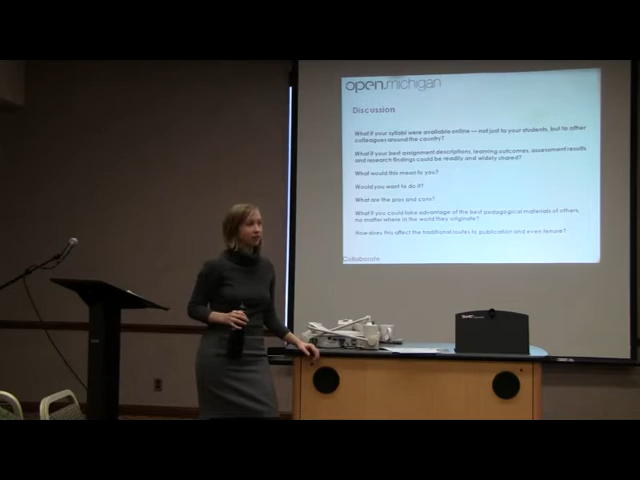 open.michigan
Discussion
What if your syllabi were available online — not just to your students, but to other
colleagues around the country?
What if your best assignment descriptions, learning outcomes, assessment results
and research findings could be readily and widely shared?
What would this mean to you?
Would you want to do it?
What are the pros and cons?
What if you could take advantage of the best pedagogical materials of others,
no matter where in the world they originate?
How does this affect the traditional routes to publication and even tenure?
Collaborate